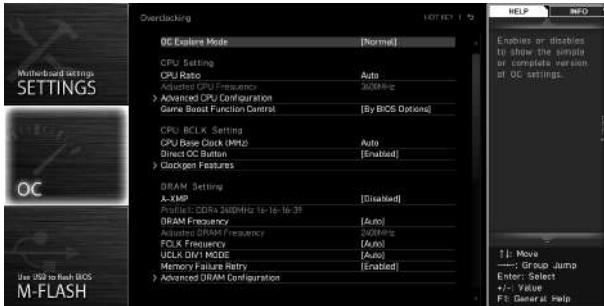 Motherboard settings
SETTINGS
OC
Use USB to flash BIOS
M-FLASH
Overclocking
HOT KEY
OC Explore Mode [Normal]
CPU Setting
CPU Ratio Auto
Adjusted CPU Frequency 3600MHz
> Advanced CPU Configuration
Game Boost Function Control [By BIOS Options]
CPU BCLK Setting
CPU Base Clock (MHz) Auto
Direct OC Button [Enabled]
> Clockgen Features
DRAM Setting
A-XMP [Disabled]
Profile1: DDR4 2400MHz 16-16-16-39
DRAM Frequency [Auto]
Adjusted DRAM Frequency 2400MHz
FCLK Frequency [Auto]
UCLK DIV1 MODE [Auto]
Memory Failure Retry [Enabled]
> Advanced DRAM Configuration
HELP
INFO
Enables or disables
to show the simple
or complete version
of OC settings.
↑↓: Move
: Group Jump
Enter: Select
+/-: Value
F1: General Help